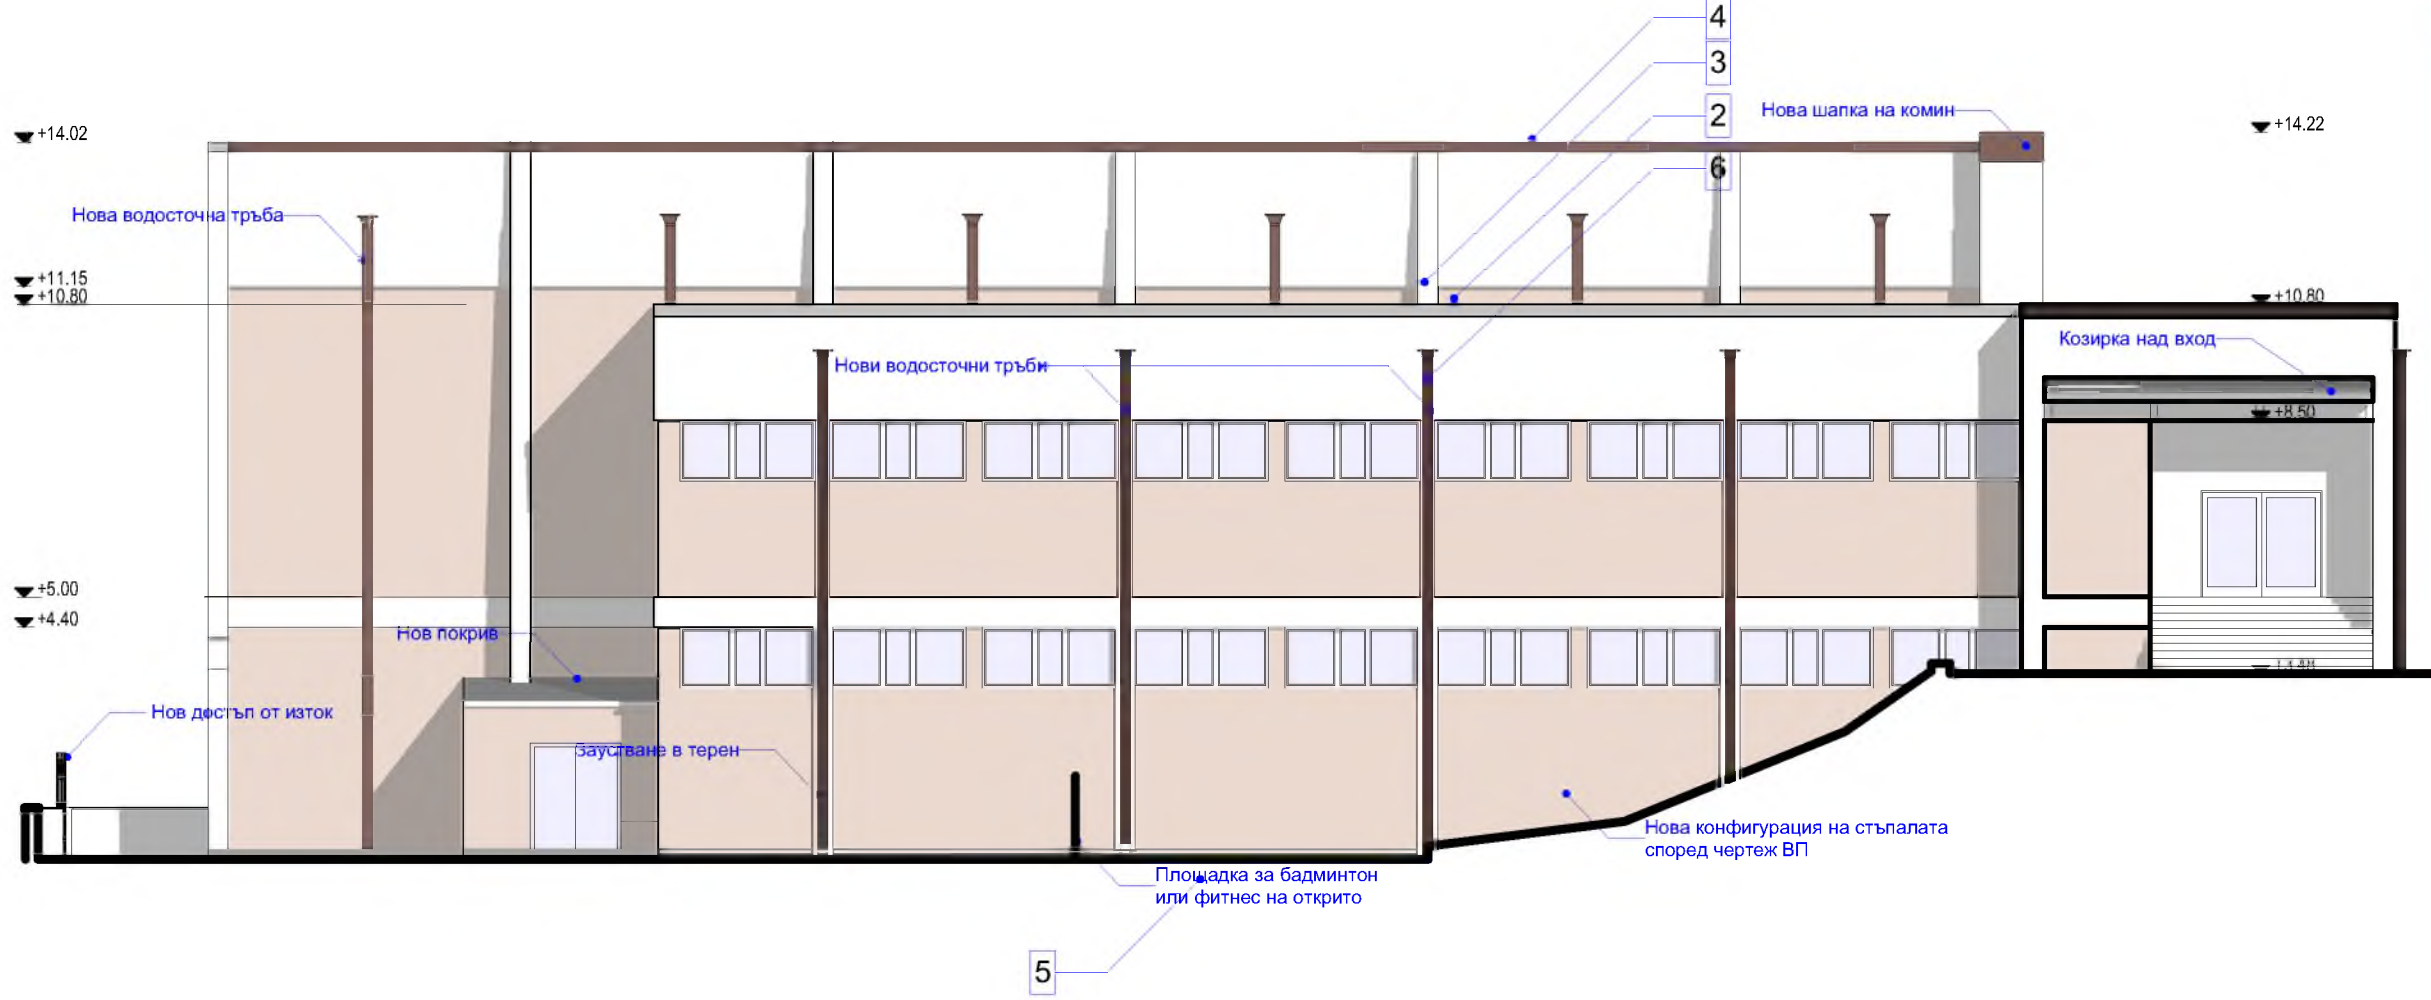 4
3
2
Нова шапка на комин
+14.02
+14.22
6
Нова водосточна тръба
+11.15
+10.80
+10.80
Козирка над вход
Нови водосточни тръби
+8.50
+5.00
+4.40
Нов покрив
Нов достъп от изток
Заустване в терен
Нова конфигурация на стъпалата
според чертеж ВП
Площадка за бадминтон
или фитнес на открито
5